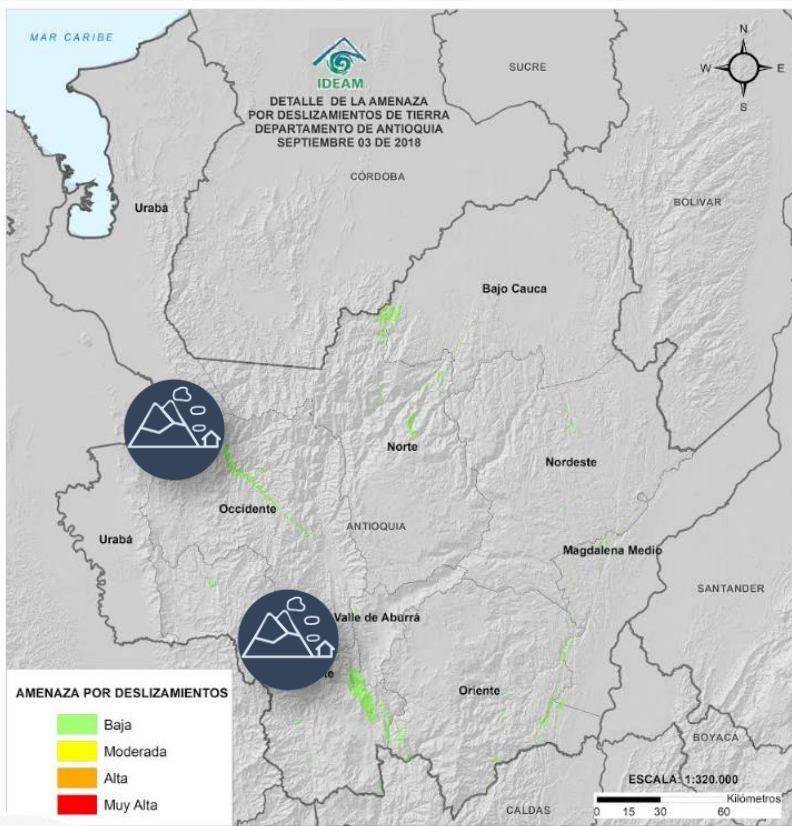 MAR CARIBE
IDEAM
DETALLE DE LA AMENAZA
POR DESLIZAMIENTOS DE TIERRA
DEPARTAMENTO DE ANTIOQUIA
SEPTIEMBRE 03 DE 2018
N
W E
S
SUCRE
CÓRDOBA
BOLIVAR
Urabá
Bajo Cauca
Norte
Nordeste
Occidente
ANTIOQUIA
Urabá
Magdalena Medio
SANTANDER
Valle de Aburrá
te
Oriente
BOYACÁ
CALDAS
AMENAZA POR DESLIZAMIENTOS
Baja
Moderada
Alta
Muy Alta
ESCALA: 1:320.000
Kilómetros
0 15 30 60